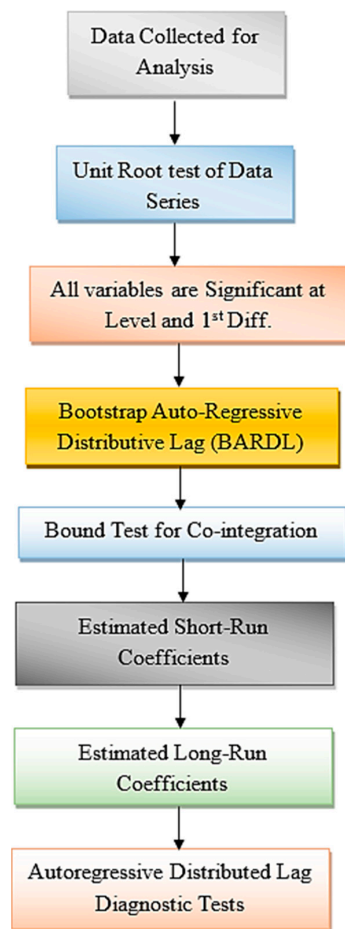 Data Collected for
Analysis
Unit Root test of Data
Series
All variables are Significant at
Level and 1st Diff.
Bootstrap Auto-Regressive
Distributive Lag (BARDL)
Bound Test for Co-integration
Estimated Short-Run
Coefficients
Estimated Long-Run
Coefficients
Autoregressive Distributed Lag
Diagnostic Tests